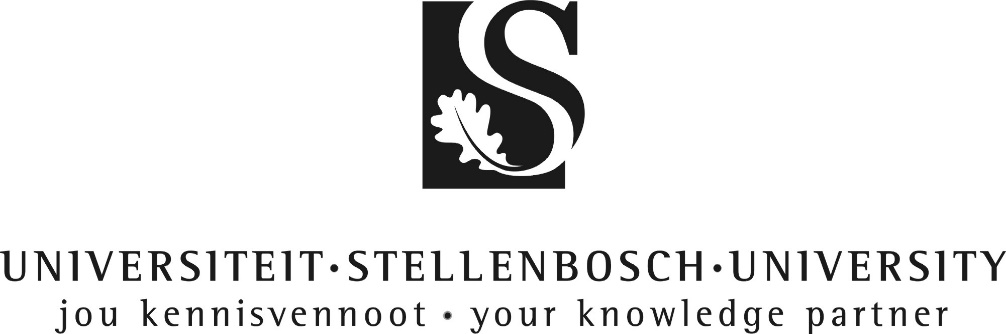 S
UNIVERSITEIT·STELLENBOSCH·UNIVERSITY
jou kennisvennoot · your knowledge partner